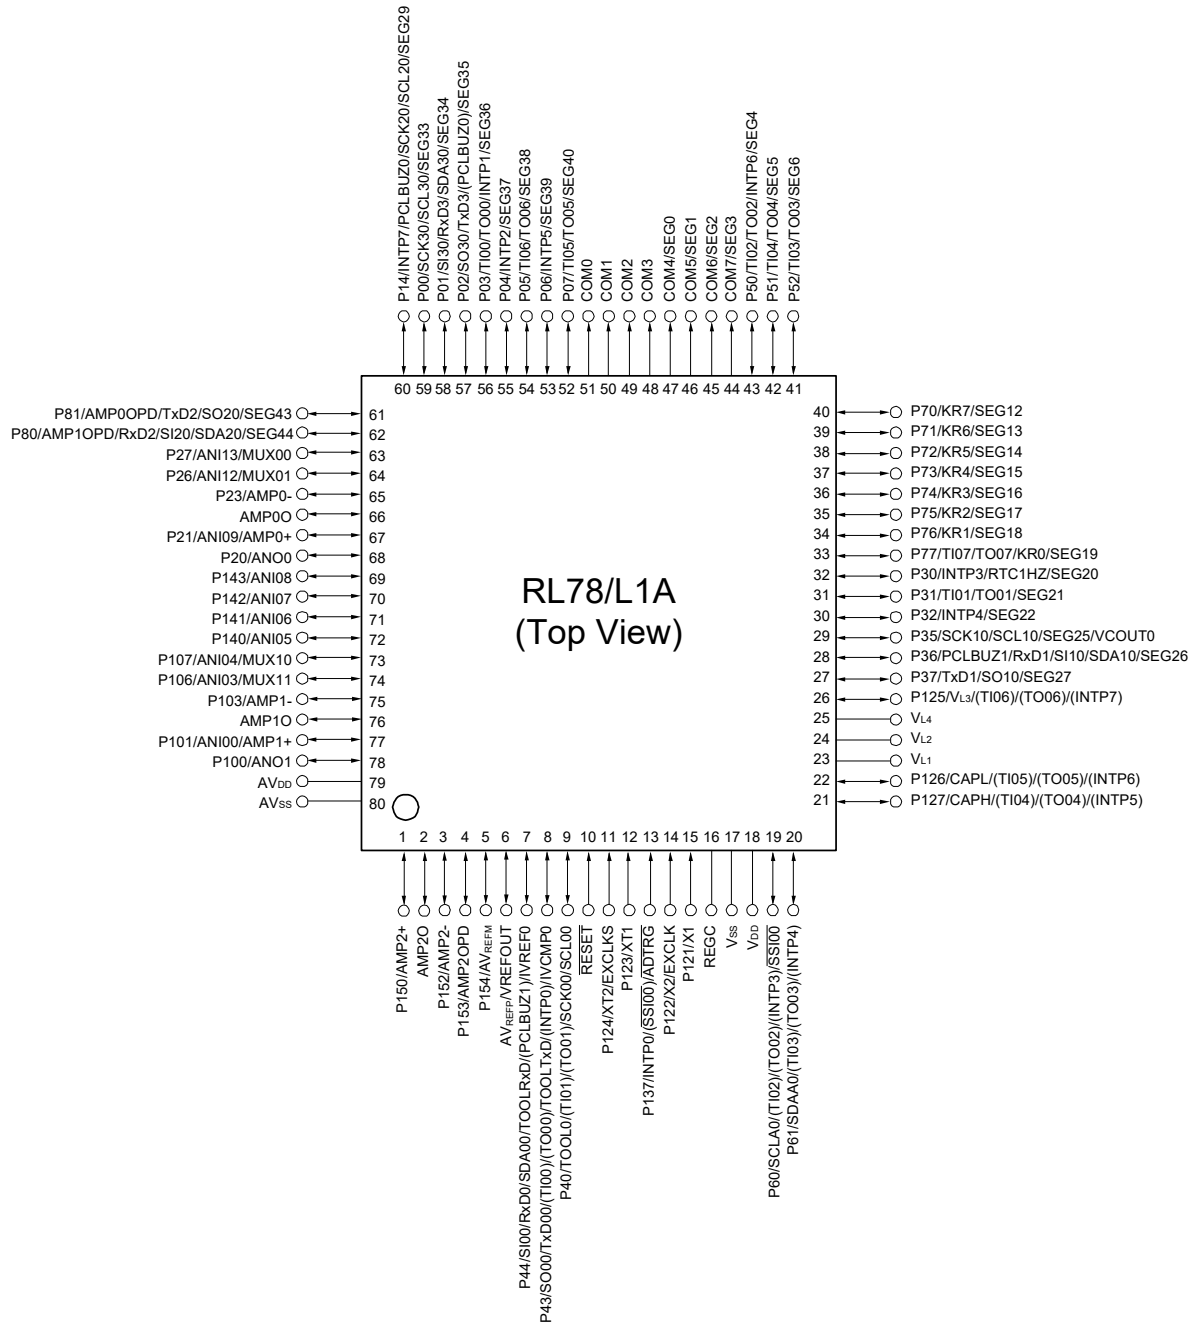 P14/INTP7/PCLBUZ0/SCK20/SCL20/SEG29
P00/SCK30/SCL30/SEG33
P01/SI30/RxD3/SDA30/SEG34
P02/SO30/TxD3/(PCLBUZ0)/SEG35
P03/TI00/TO00/INTP1/SEG36
P04/INTP2/SEG37
P05/TI06/TO06/SEG38
P06/INTP5/SEG39
P07/TI05/TO05/SEG40
COM0
COM1
COM2
COM3
COM4/SEG0
COM5/SEG1
COM6/SEG2
COM7/SEG3
P50/TI02/TO02/INTP6/SEG4
P51/TI04/TO04/SEG5
P52/TI03/TO03/SEG6
60 59 58 57 56 55 54 53 52 51 50 49 48 47 46 45 44 43 42 41
P81/AMP0OPD/TxD2/SO20/SEG43 61
P80/AMP1OPD/RxD2/SI20/SDA20/SEG44 62
P27/ANI13/MUX00 63
P26/ANI12/MUX01 64
P23/AMP0- 65
AMP0O 66
P21/ANI09/AMP0+ 67
P20/ANO0 68
P143/ANI08 69
P142/ANI07 70
P141/ANI06 71
P140/ANI05 72
P107/ANI04/MUX10 73
P106/ANI03/MUX11 74
P103/AMP1- 75
AMP1O 76
P101/ANI00/AMP1+ 77
P100/ANO1 78
AVDD 79
AVSS 80
RL78/L1A
(Top View)
40 P70/KR7/SEG12
39 P71/KR6/SEG13
38 P72/KR5/SEG14
37 P73/KR4/SEG15
36 P74/KR3/SEG16
35 P75/KR2/SEG17
34 P76/KR1/SEG18
33 P77/TI07/TO07/KR0/SEG19
32 P30/INTP3/RTC1HZ/SEG20
31 P31/TI01/TO01/SEG21
30 P32/INTP4/SEG22
29 P35/SCK10/SCL10/SEG25/VCOUT0
28 P36/PCLBUZ1/RxD1/SI10/SDA10/SEG26
27 P37/TxD1/SO10/SEG27
26 P125/VL3/(TI06)/(TO06)/(INTP7)
25 VL4
24 VL2
23 VL1
22 P126/CAPL/(TI05)/(TO05)/(INTP6)
21 P127/CAPH/(TI04)/(TO04)/(INTP5)
1 2 3 4 5 6 7 8 9 10 11 12 13 14 15 16 17 18 19 20
P150/AMP2+
AMP2O
P152/AMP2-
P153/AMP2OPD
P154/AVREFM
AVREFP/VREFOUT
P44/SI00/RxD0/SDA00/TOOLRxD/(PCLBUZ1)/IVREF0
P43/SO00/TxD00/(TI00)/(TO00)/TOOLTxD/(INTP0)/IVCMP0
P40/TOOL0/(TI01)/(TO01)/SCK00/SCL00
RESET
P124/XT2/EXCLKS
P123/XT1
P137/INTP0/(SSI00)/ADTRG
P122/X2/EXCLK
P121/X1
REGC
VSS
VDD
P60/SCLA0/(TI02)/(TO02)/(INTP3)/SSI00
P61/SDAA0/(TI03)/(TO03)/(INTP4)